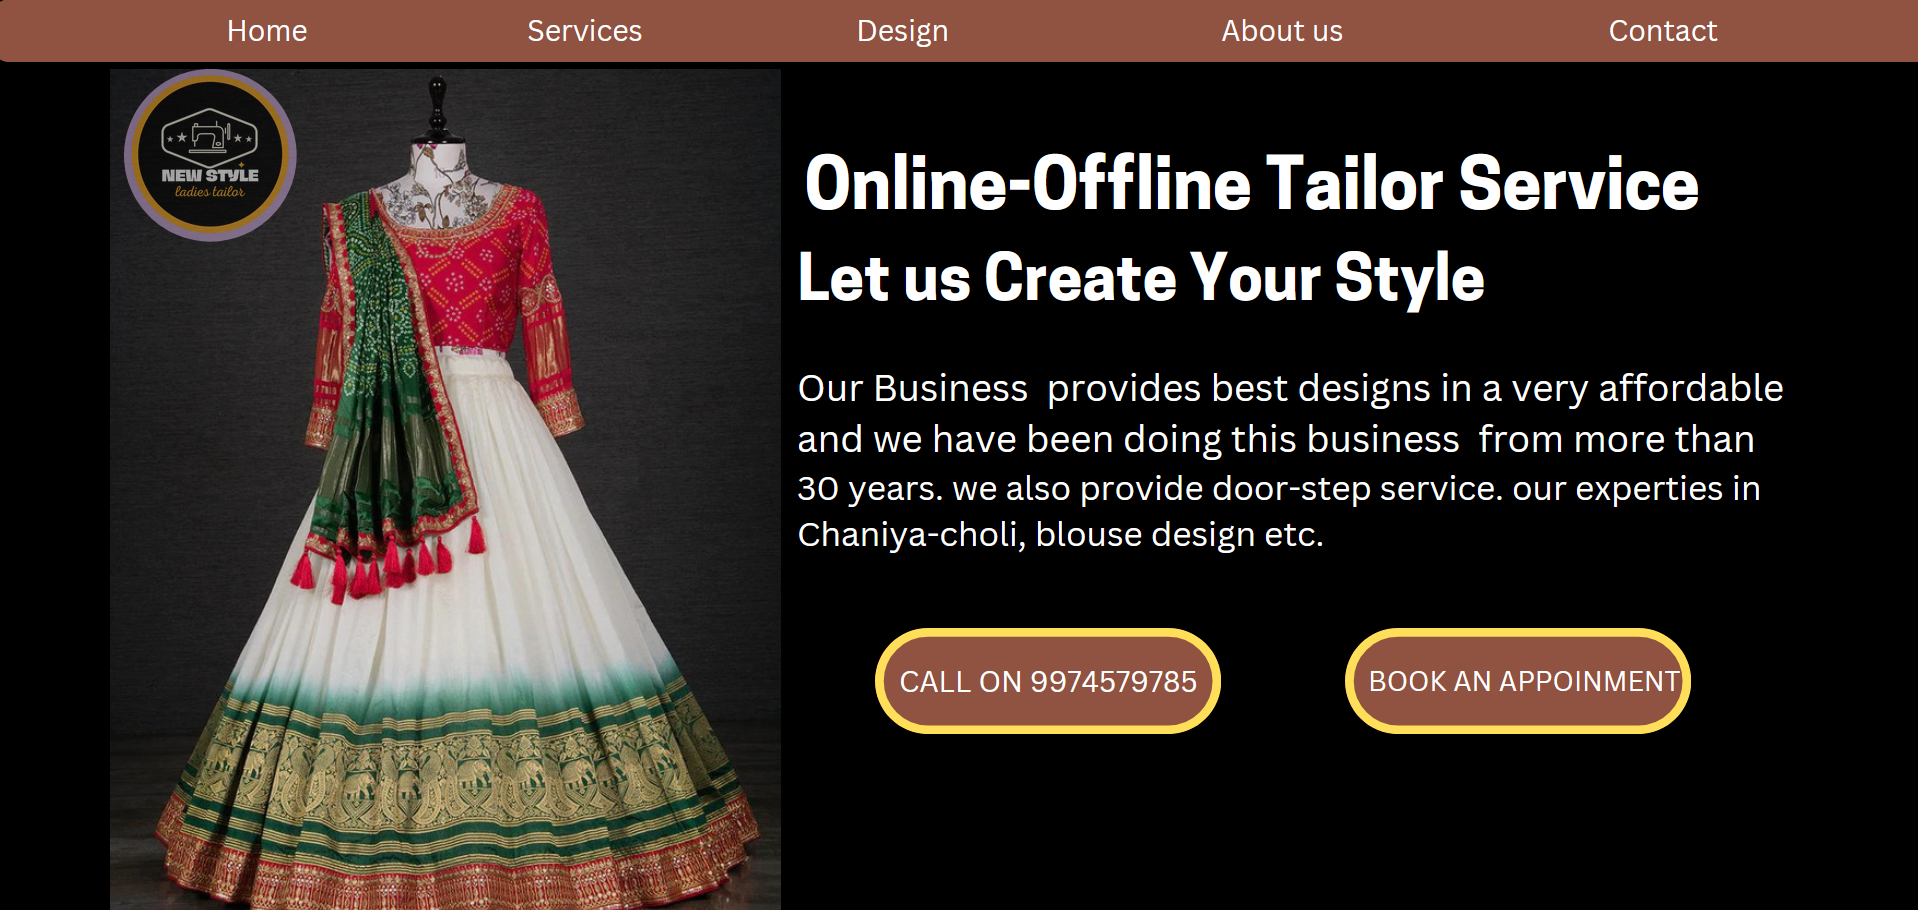 Home Services Design About us Contact
NEW STYLE
ladies tailor
Online-Offline Tailor Service
Let us Create Your Style
Our Business  provides best designs in a very affordable
and we have been doing this business  from more than
30 years. we also provide door-step service. our experties in
Chaniya-choli, blouse design etc.
CALL ON 9974579785
BOOK AN APPOINMENT